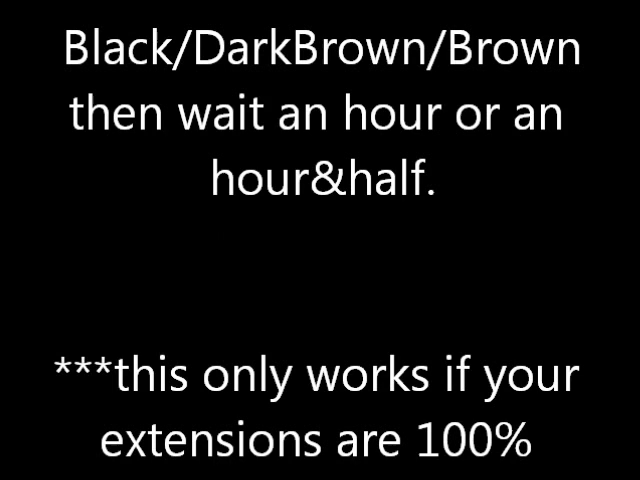 Black/DarkBrown/Brown
then wait an hour or an
hour&half.
***this only works if your
extensions are 100%